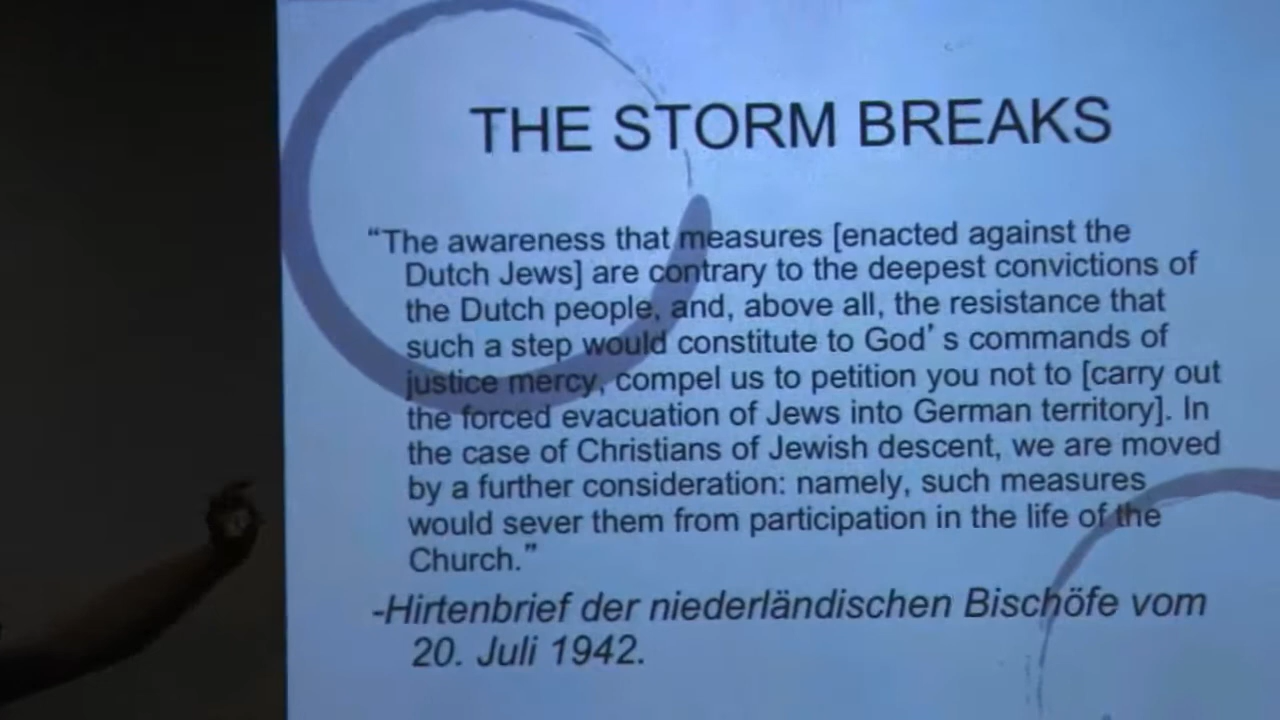 THE STORM BREAKS
“The awareness that measures [enacted against the
Dutch Jews] are contrary to the deepest convictions of
the Dutch people, and, above all, the resistance that
such a step would constitute to God’ s commands of
justice mercy, compel us to petition you not to [carry out
the forced evacuation of Jews into German territory]. In
the case of Christians of Jewish descent, we are moved
by a further consideration: namely, such measures
would sever them from participation in the life of the
Church.”
-Hirtenbrief der niederländischen Bischöfe vom
20. Juli 1942.